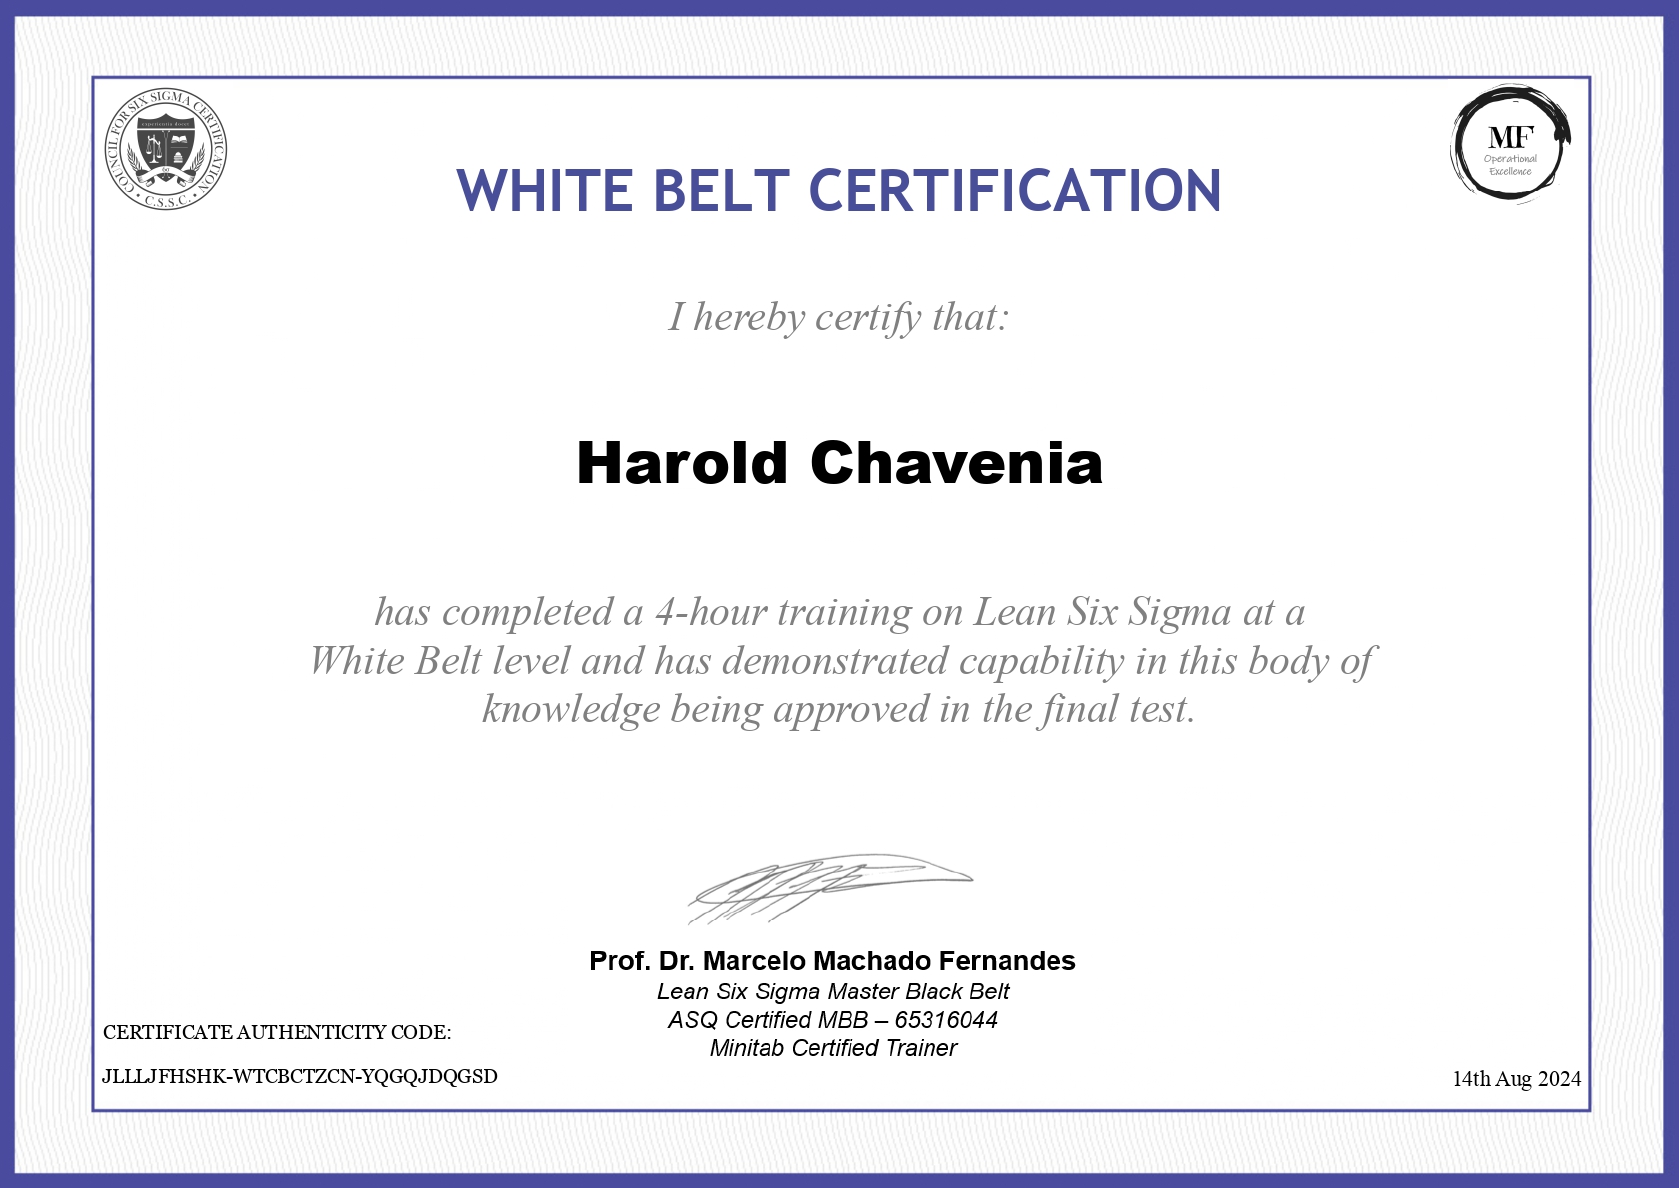 COUNCIL FOR SIX SIGMA CERTIFICATION
experientia docet
6σ
• C.S.S.C. •
MF
Operational
Excellence
WHITE BELT CERTIFICATION
I hereby certify that:
Harold Chavenia
has completed a 4-hour training on Lean Six Sigma at a
White Belt level and has demonstrated capability in this body of
knowledge being approved in the final test.
Prof. Dr. Marcelo Machado Fernandes
Lean Six Sigma Master Black Belt
ASQ Certified MBB – 65316044
Minitab Certified Trainer
CERTIFICATE AUTHENTICITY CODE:
JLLLJFHSHK-WTCBCTZCN-YQGQJDQGSD
14th Aug 2024